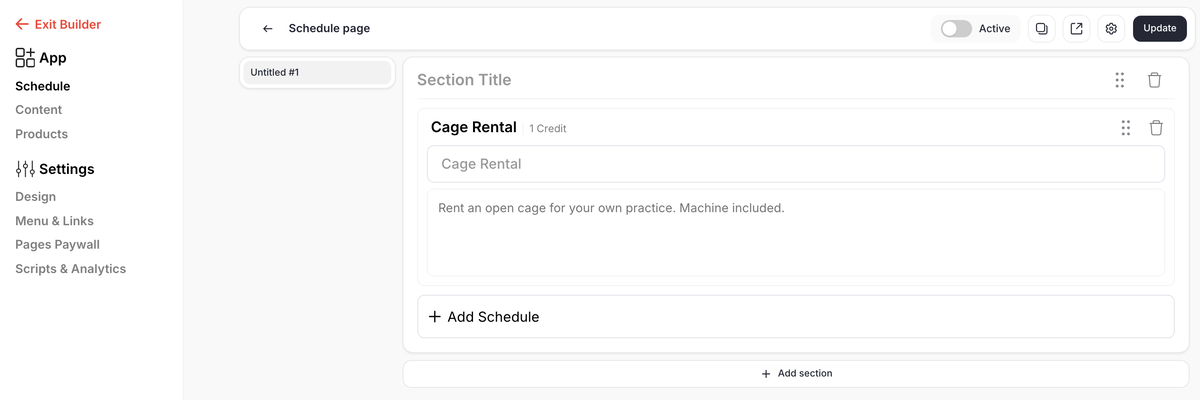 Exit Builder
App
Schedule
Content
Products
Settings
Design
Menu & Links
Pages Paywall
Scripts & Analytics
Schedule page
Active
Update
Untitled #1
Section Title
Cage Rental 1 Credit
Cage Rental
Rent an open cage for your own practice. Machine included.
Add Schedule
Add section